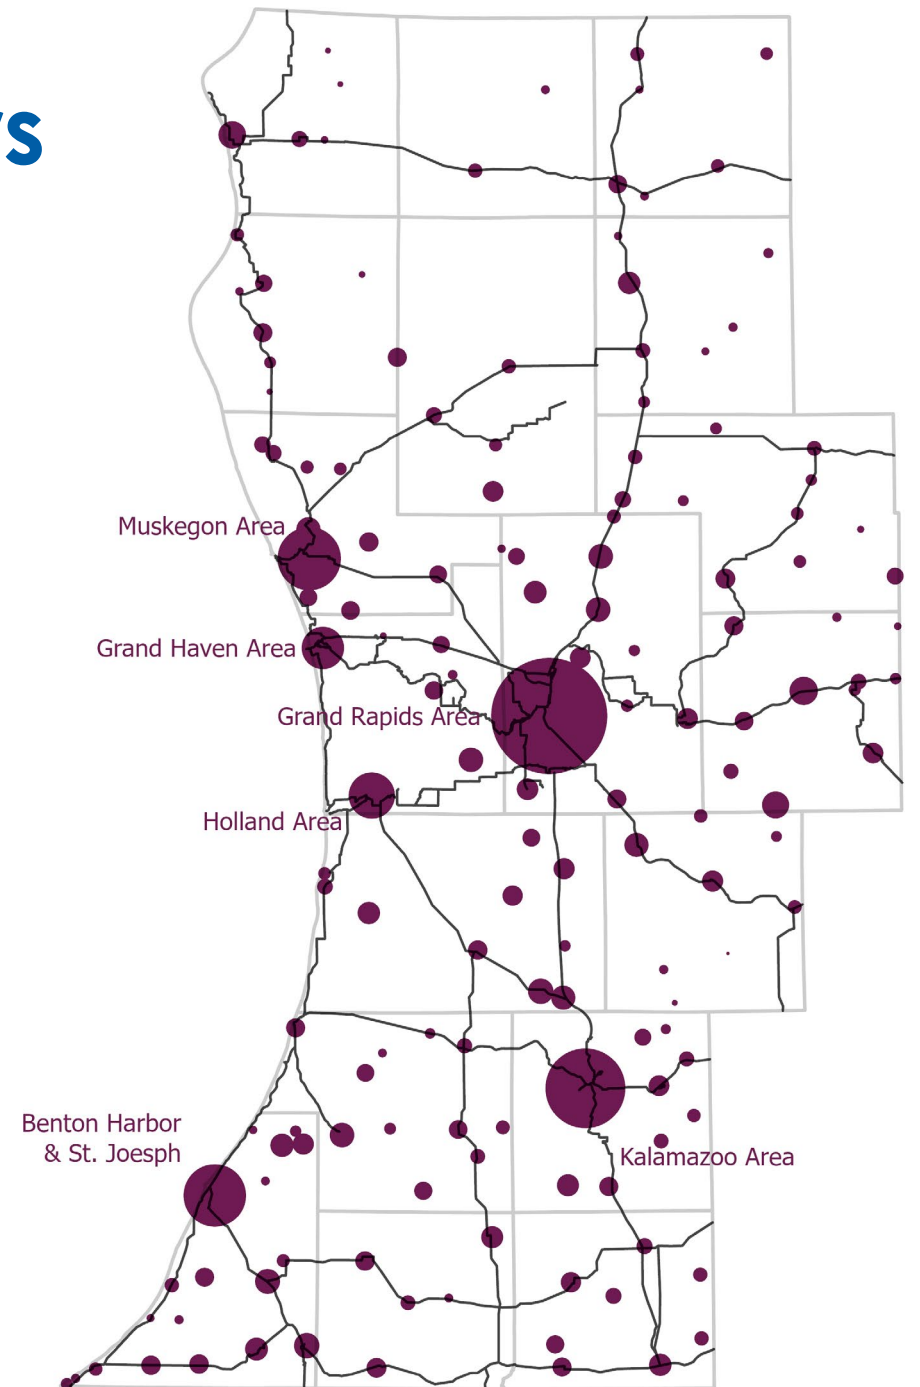 Muskegon Area
Grand Haven Area
Grand Rapids Area
Holland Area
Benton Harbor
& St. Joesph
Kalamazoo Area